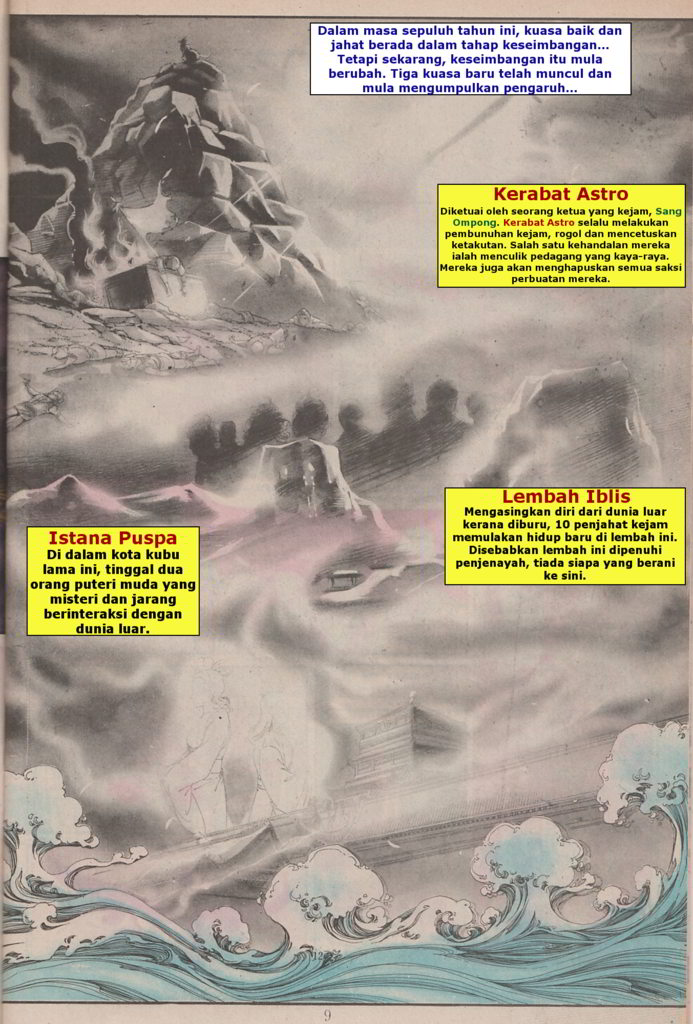 Dalam masa sepuluh tahun ini, kuasa baik dan
jahat berada dalam tahap keseimbangan...
Tetapi sekarang, keseimbangan itu mula
berubah. Tiga kuasa baru telah muncul dan
mula mengumpulkan pengaruh...
Kerabat Astro
Diketuai oleh seorang ketua yang kejam, Sang
Ompong. Kerabat Astro selalu melakukan
pembunuhan kejam, rogol dan mencetuskan
ketakutan. Salah satu kehandalan mereka
ialah menculik pedagang yang kaya-raya.
Mereka juga akan menghapuskan semua saksi
perbuatan mereka.
Lembah Iblis
Mengasingkan diri dari dunia luar
kerana diburu, 10 penjahat kejam
memulakan hidup baru di lembah ini.
Disebabkan lembah ini dipenuhi
penjenayah, tiada siapa yang berani
ke sini.
Istana Puspa
Di dalam kota kubu
lama ini, tinggal dua
orang puteri muda yang
misteri dan jarang
berinteraksi dengan
dunia luar.
9